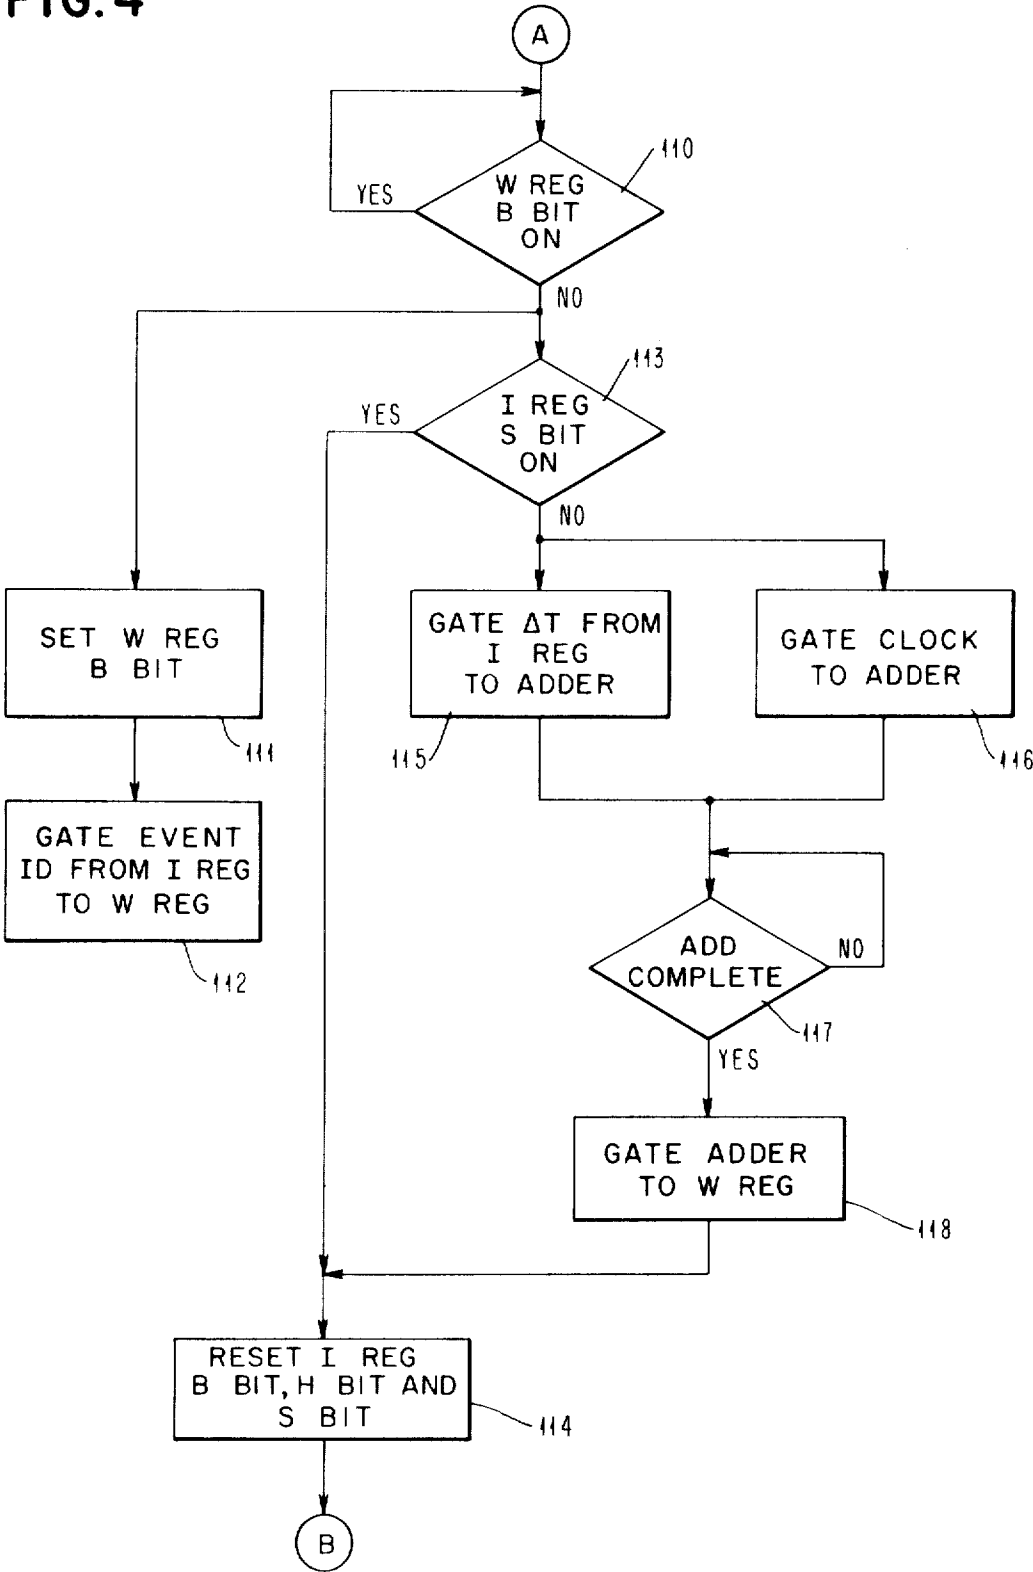 FIG. 4
A
110
W REG
B BIT
ON
YES
NO
113
I REG
S BIT
ON
YES
NO
SET W REG
B BIT
111
GATE ΔT FROM
I REG
TO ADDER
115
GATE CLOCK
TO ADDER
116
GATE EVENT
ID FROM I REG
TO W REG
112
ADD
COMPLETE
NO
117
YES
GATE ADDER
TO W REG
118
RESET I REG
B BIT, H BIT AND
S BIT
114
B